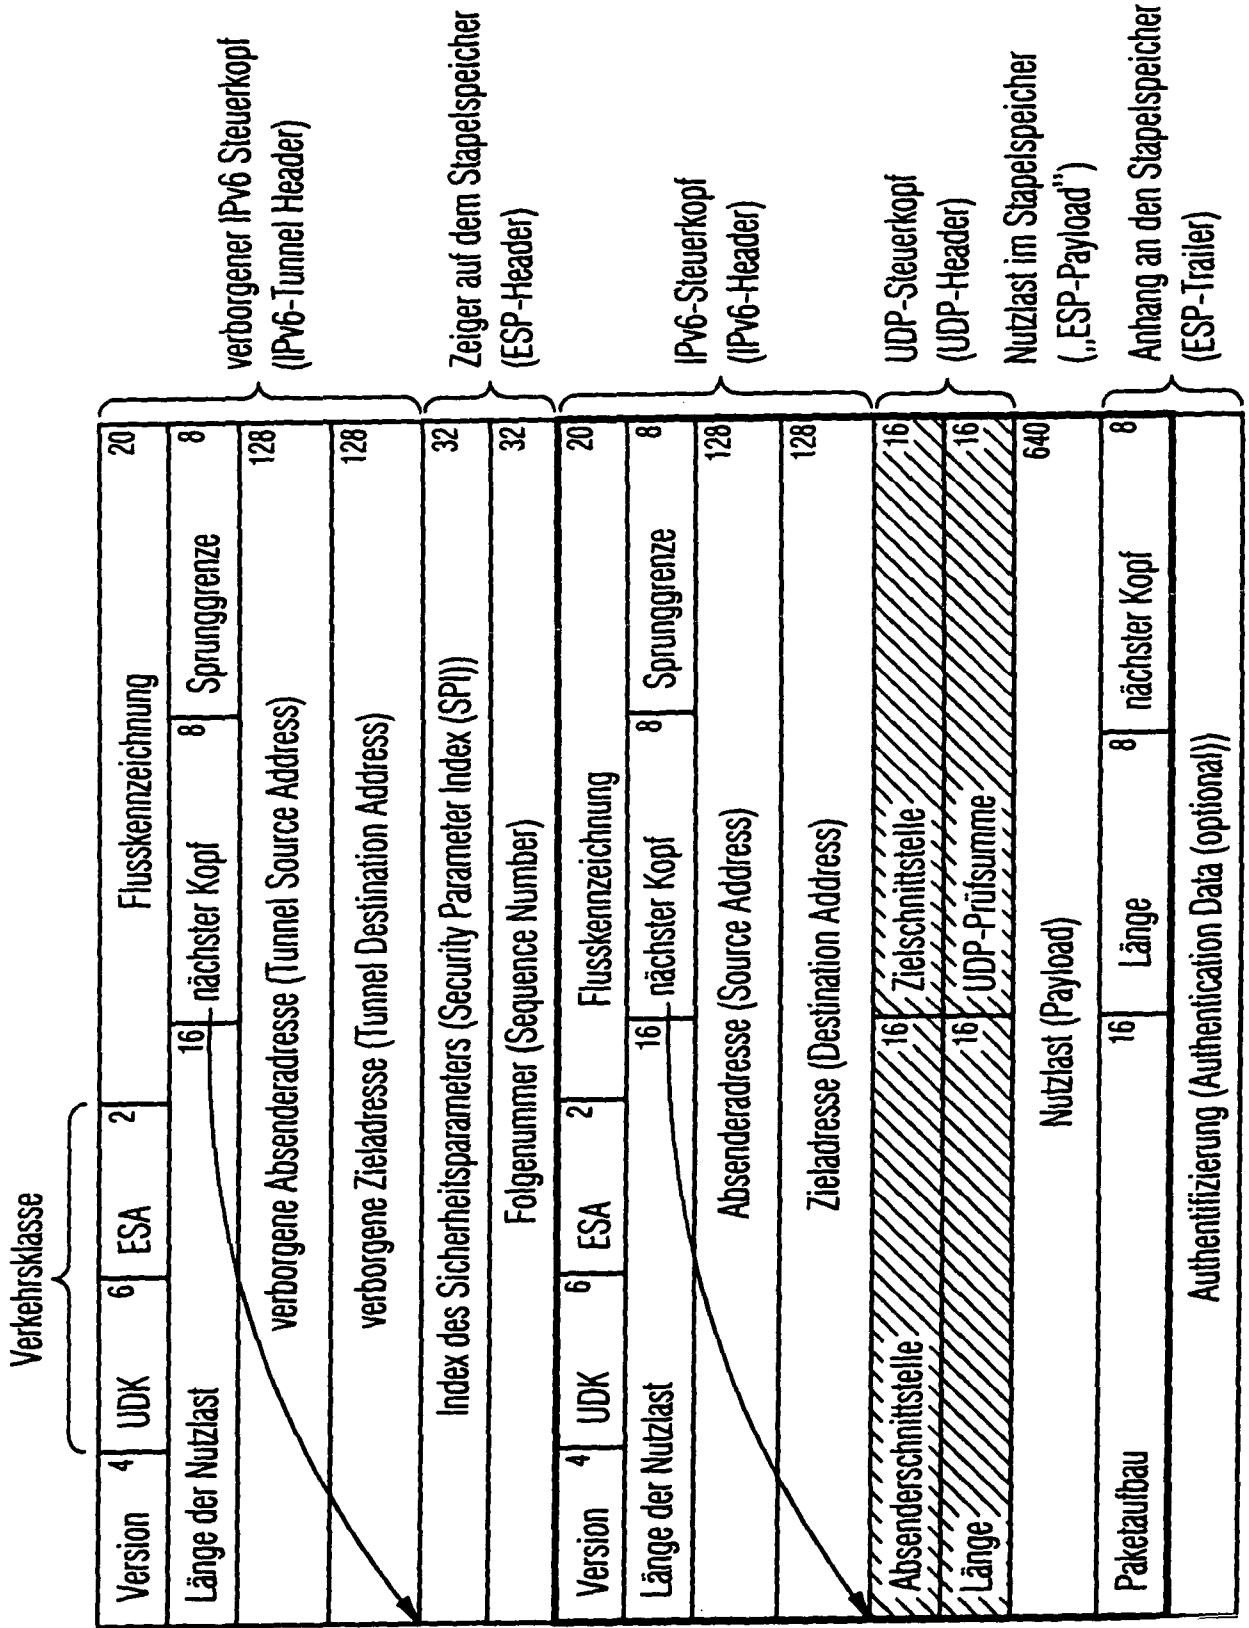 Verkehrsklasse
Version 4 UDK 6 ESA 2 Flusskennzeichnung 20
Länge der Nutzlast 16 nächster Kopf 8 Sprunggrenze 8
verborgene Absenderadresse (Tunnel Source Address) 128
verborgene Zieladresse (Tunnel Destination Address) 128
verborgener IPv6 Steuerkopf
(IPv6-Tunnel Header)
Index des Sicherheitsparameters (Security Parameter Index (SPI)) 32
Folgenummer (Sequence Number) 32
Zeiger auf dem Stapelspeicher
(ESP-Header)
Version 4 UDK 6 ESA 2 Flusskennzeichnung 20
Länge der Nutzlast 16 nächster Kopf 8 Sprunggrenze 8
Absenderadresse (Source Address) 128
Zieladresse (Destination Address) 128
IPv6-Steuerkopf
(IPv6-Header)
Absenderschnittstelle 16 Zielschnittstelle 16
Länge 16 UDP-Prüfsumme 16
UDP-Steuerkopf
(UDP-Header)
Nutzlast (Payload) 640
Nutzlast im Stapelspeicher
(„ESP-Payload”)
Paketaufbau 16 Länge 8 nächster Kopf 8
Authentifizierung (Authentication Data (optional))
Anhang an den Stapelspeicher
(ESP-Trailer)